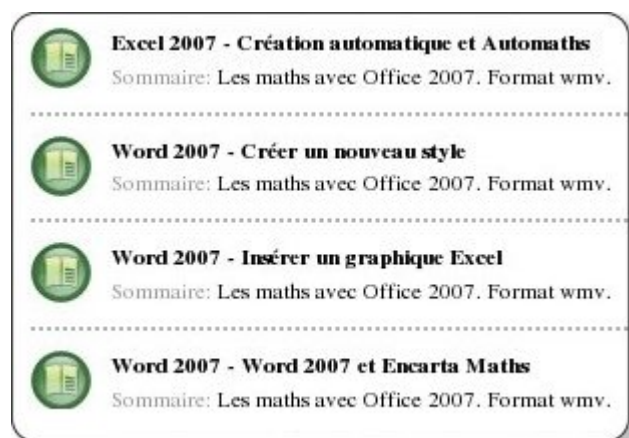 Excel 2007 - Création automatique et Automaths
Sommaire: Les maths avec Office 2007. Format wmv.
Word 2007 - Créer un nouveau style
Sommaire: Les maths avec Office 2007. Format wmv.
Word 2007 - Insérer un graphique Excel
Sommaire: Les maths avec Office 2007. Format wmv.
Word 2007 - Word 2007 et Encarta Maths
Sommaire: Les maths avec Office 2007. Format wmv.